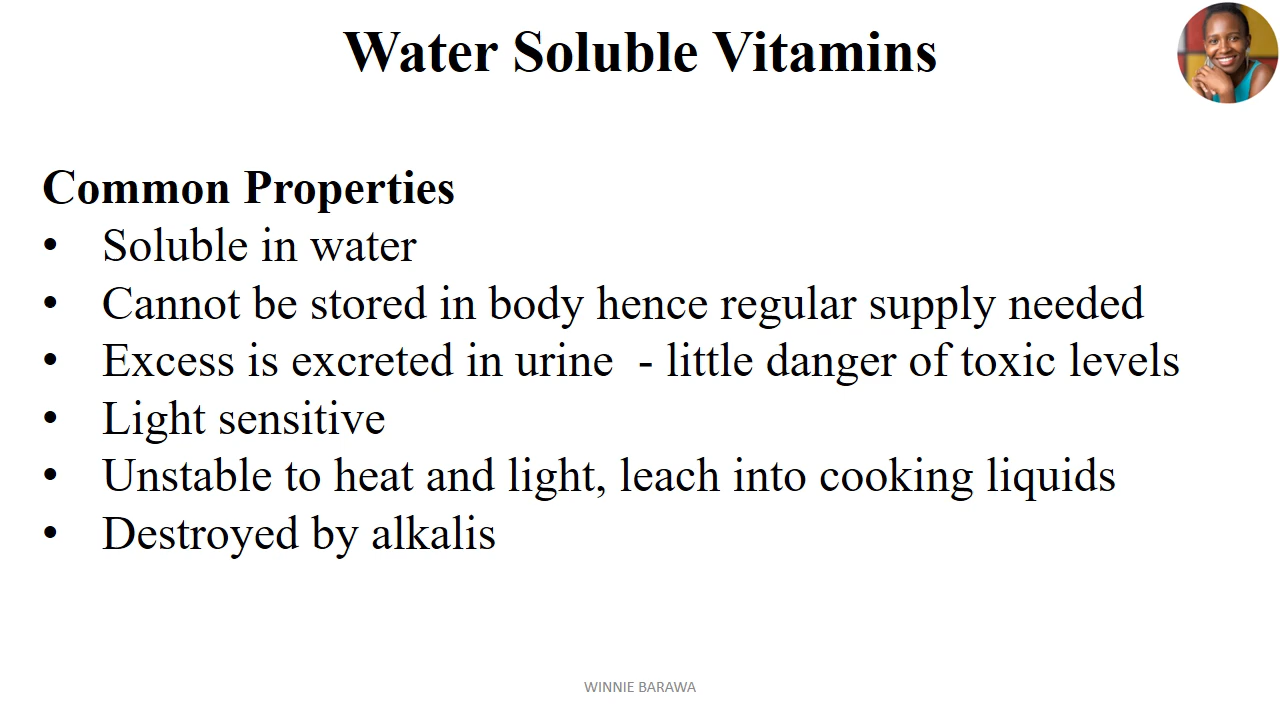 Water Soluble Vitamins
Common Properties
• Soluble in water
• Cannot be stored in body hence regular supply needed
• Excess is excreted in urine  - little danger of toxic levels
• Light sensitive
• Unstable to heat and light, leach into cooking liquids
• Destroyed by alkalis
WINNIE BARAWA